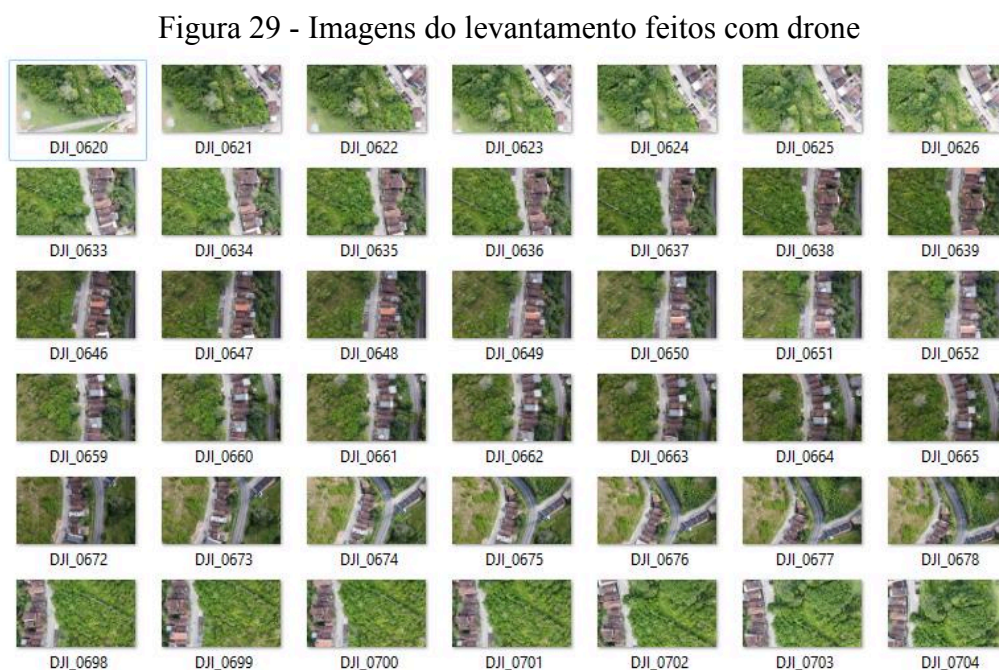 Figura 29 - Imagens do levantamento feitos com drone
DJI_0620 DJI_0621 DJI_0622 DJI_0623 DJI_0624 DJI_0625 DJI_0626
DJI_0633 DJI_0634 DJI_0635 DJI_0636 DJI_0637 DJI_0638 DJI_0639
DJI_0646 DJI_0647 DJI_0648 DJI_0649 DJI_0650 DJI_0651 DJI_0652
DJI_0659 DJI_0660 DJI_0661 DJI_0662 DJI_0663 DJI_0664 DJI_0665
DJI_0672 DJI_0673 DJI_0674 DJI_0675 DJI_0676 DJI_0677 DJI_0678
DJI_0698 DJI_0699 DJI_0700 DJI_0701 DJI_0702 DJI_0703 DJI_0704